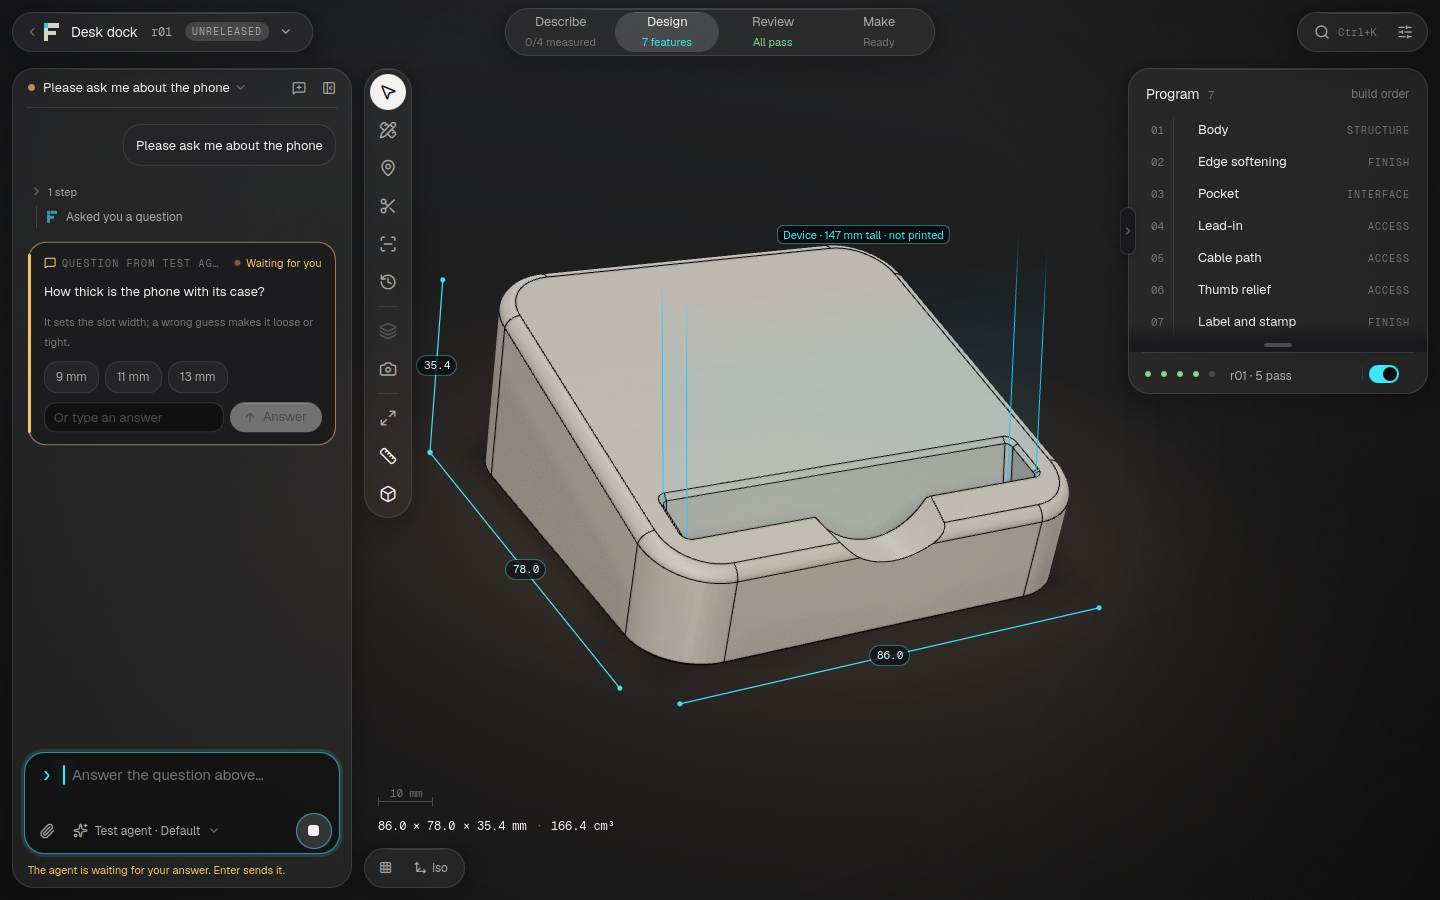 Desk dock r01 UNRELEASED
Describe
0/4 measured
Design
7 features
Review
All pass
Make
Ready
Ctrl+K
Please ask me about the phone
Please ask me about the phone
1 step
Asked you a question
QUESTION FROM TEST AG…
Waiting for you
How thick is the phone with its case?
It sets the slot width; a wrong guess makes it loose or
tight.
9 mm
11 mm
13 mm
Or type an answer
Answer
Answer the question above…
Test agent · Default
The agent is waiting for your answer. Enter sends it.
Device · 147 mm tall · not printed
35.4
78.0
86.0
10 mm
86.0 × 78.0 × 35.4 mm · 166.4 cm³
Iso
Program 7 build order
01 Body STRUCTURE
02 Edge softening FINISH
03 Pocket INTERFACE
04 Lead-in ACCESS
05 Cable path ACCESS
06 Thumb relief ACCESS
07 Label and stamp FINISH
r01 · 5 pass